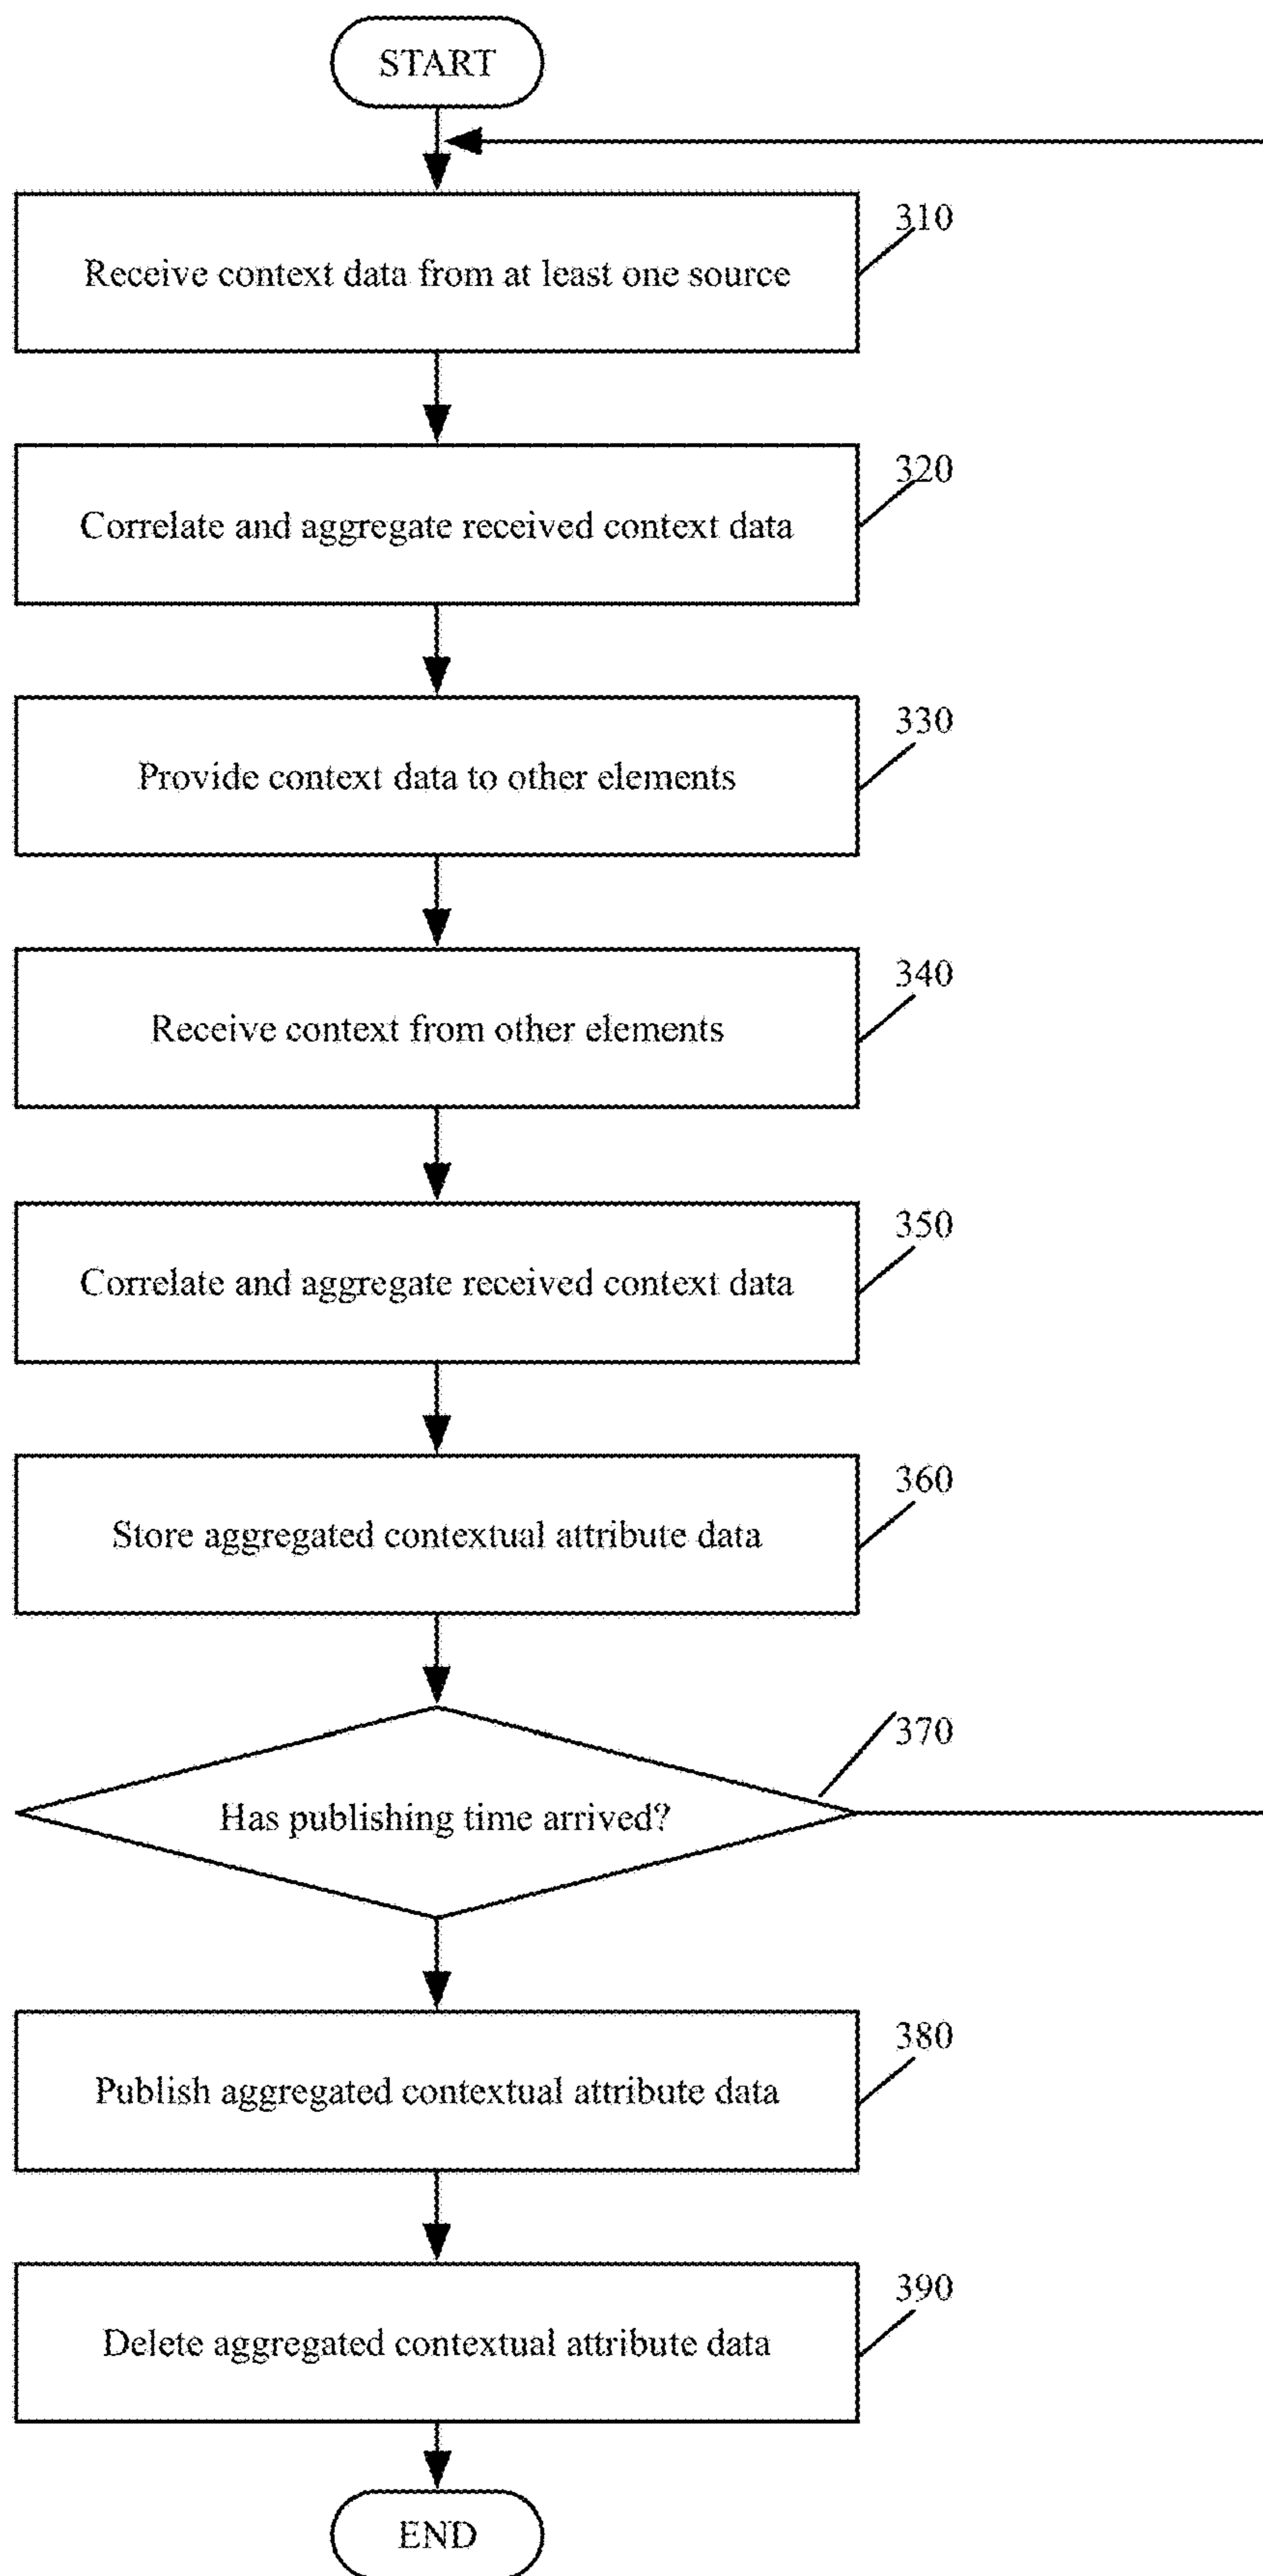 START
310
Receive context data from at least one source
320
Correlate and aggregate received context data
330
Provide context data to other elements
340
Receive context from other elements
350
Correlate and aggregate received context data
360
Store aggregated contextual attribute data
370
Has publishing time arrived?
380
Publish aggregated contextual attribute data
390
Delete aggregated contextual attribute data
END